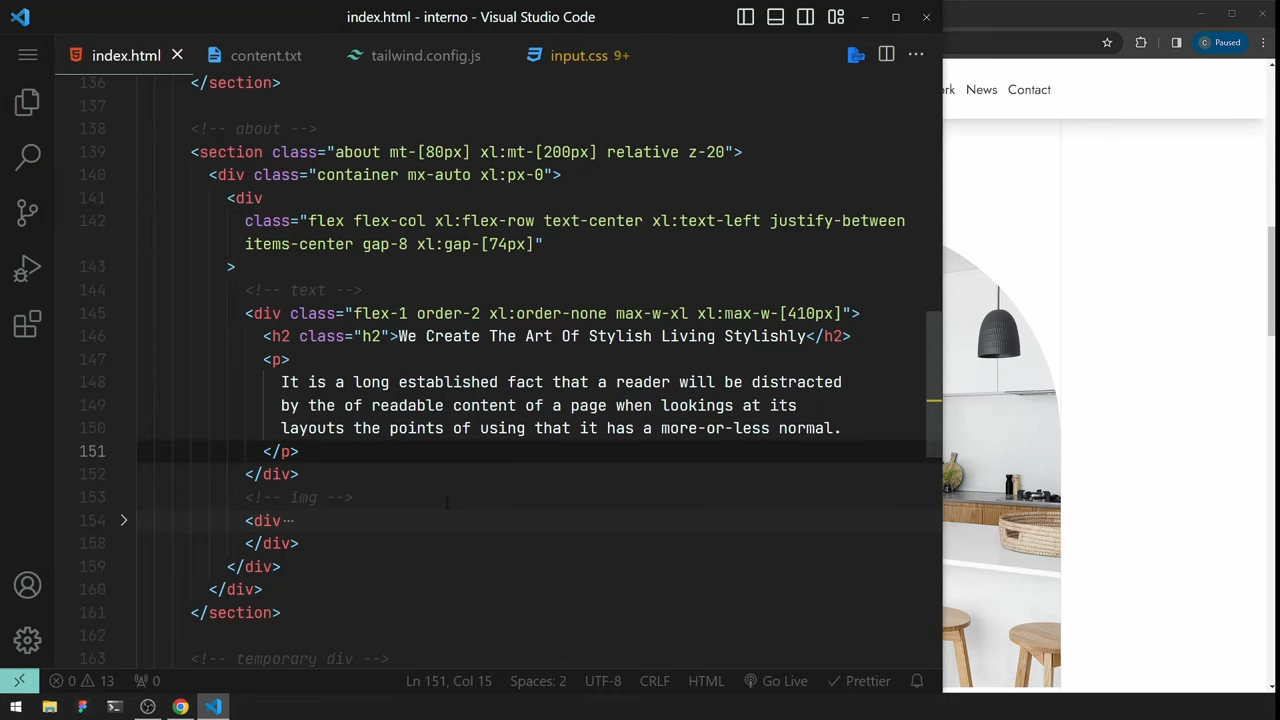 index.html - interno - Visual Studio Code
index.html
content.txt
tailwind.config.js
input.css 9+
Paused
C
rk News Contact
136 </section>
137
138 <!-- about -->
139 <section class="about mt-[80px] xl:mt-[200px] relative z-20">
140 <div class="container mx-auto xl:px-0">
141 <div
142 class="flex flex-col xl:flex-row text-center xl:text-left justify-between
items-center gap-8 xl:gap-[74px]"
143 >
144 <!-- text -->
145 <div class="flex-1 order-2 xl:order-none max-w-xl xl:max-w-[410px]">
146 <h2 class="h2">We Create The Art Of Stylish Living Stylishly</h2>
147 <p>
148 It is a long established fact that a reader will be distracted
149 by the of readable content of a page when lookings at its
150 layouts the points of using that it has a more-or-less normal.
151 </p>
152 </div>
153 <!-- img -->
154 <div⋯
158 </div>
159 </div>
160 </div>
161 </section>
162
163 <!-- temporary div -->
0 13 0
Ln 151, Col 15
Spaces: 2
UTF-8
CRLF
HTML
Go Live
Prettier